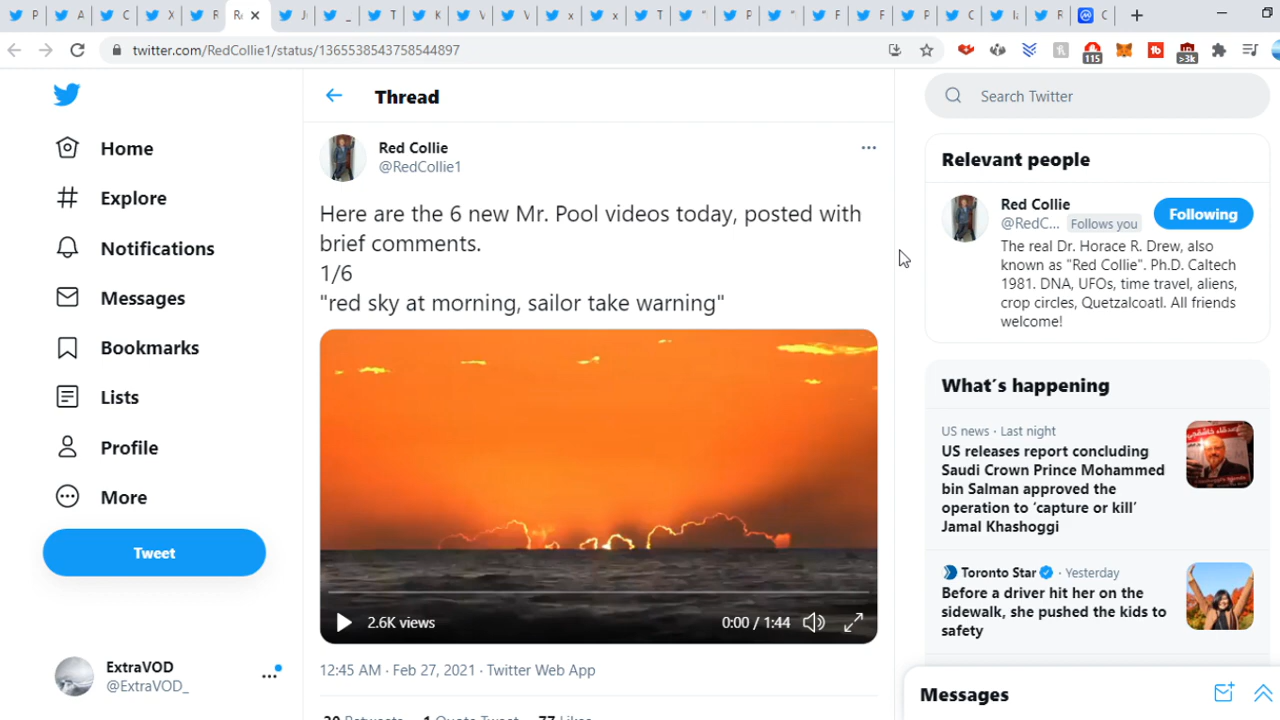 twitter.com/RedCollie1/status/1365538543758544897
115
>3k
Home
Explore
Notifications
Messages
Bookmarks
Lists
Profile
More
Tweet
ExtraVOD
@ExtraVOD_
Thread
Red Collie
@RedCollie1
Here are the 6 new Mr. Pool videos today, posted with
brief comments.
1/6
"red sky at morning, sailor take warning"
2.6K views
0:00 / 1:44
12:45 AM · Feb 27, 2021 · Twitter Web App
Search Twitter
Relevant people
Red Collie
@RedC... Follows you
Following
The real Dr. Horace R. Drew, also
known as "Red Collie". Ph.D. Caltech
1981. DNA, UFOs, time travel, aliens,
crop circles, Quetzalcoatl. All friends
welcome!
What's happening
US news · Last night
US releases report concluding
Saudi Crown Prince Mohammed
bin Salman approved the
operation to 'capture or kill'
Jamal Khashoggi
Toronto Star · Yesterday
Before a driver hit her on the
sidewalk, she pushed the kids to
safety
Messages